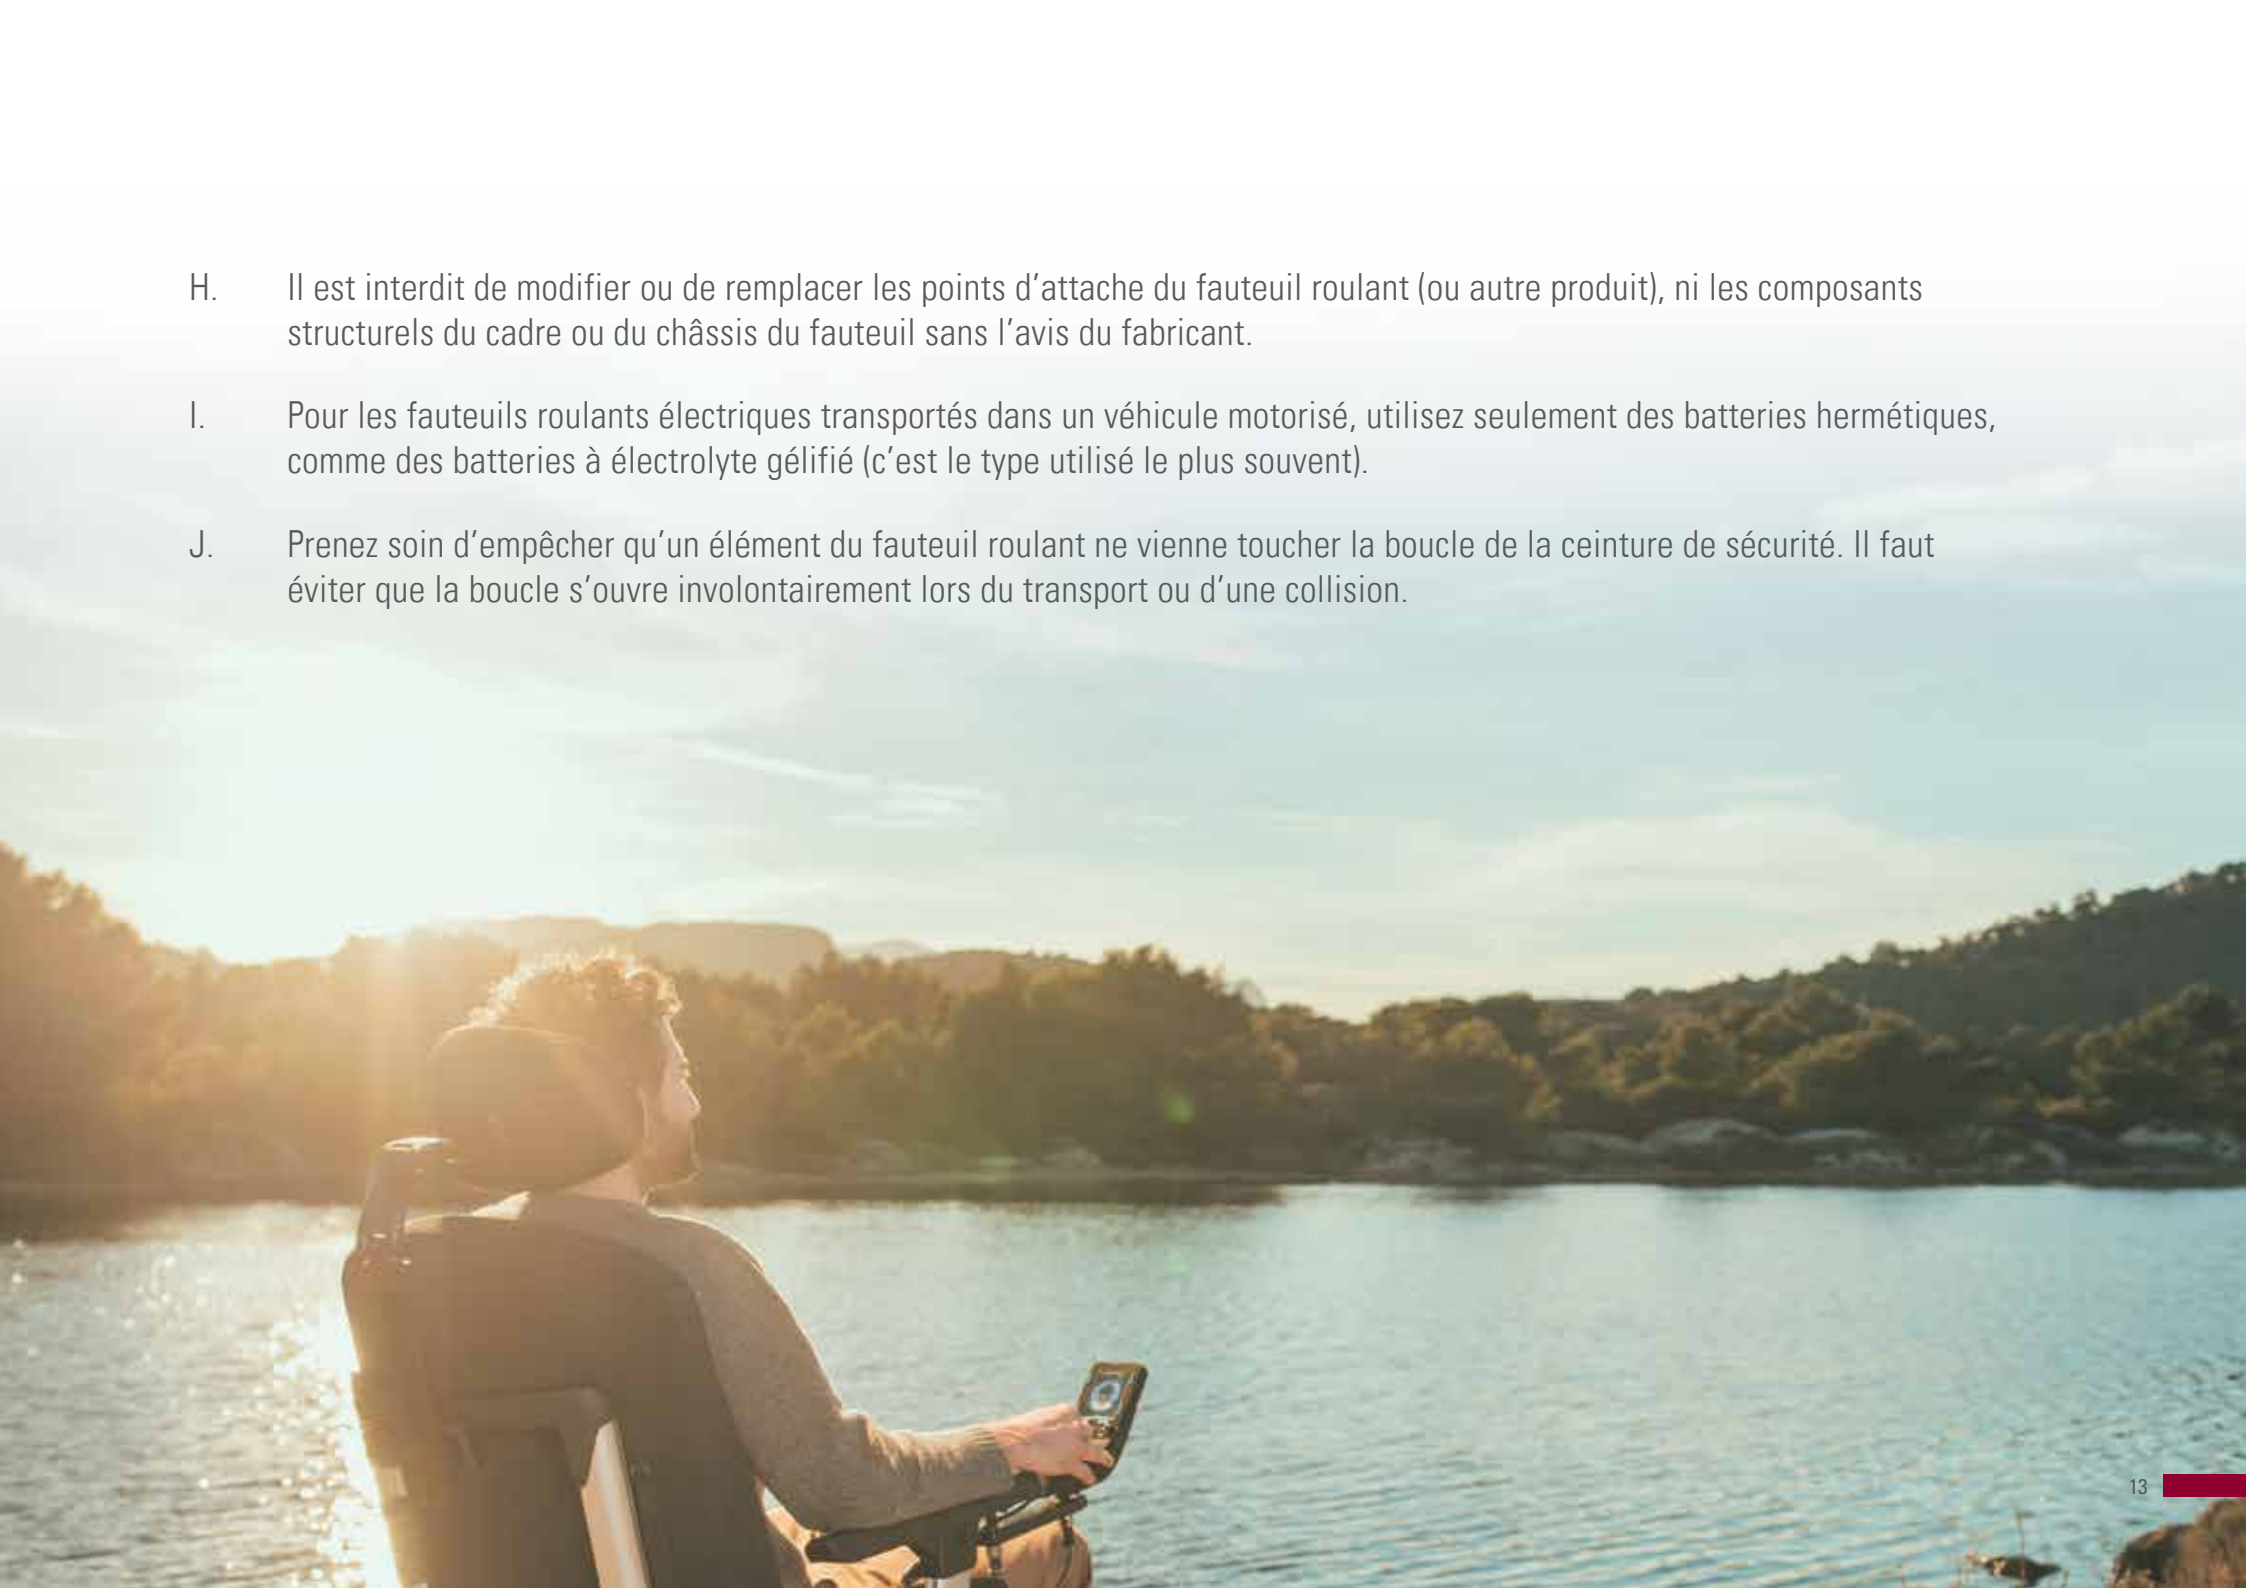 H. Il est interdit de modifier ou de remplacer les points d’attache du fauteuil roulant (ou autre produit), ni les composants
structurels du cadre ou du châssis du fauteuil sans l’avis du fabricant.
I. Pour les fauteuils roulants électriques transportés dans un véhicule motorisé, utilisez seulement des batteries hermétiques,
comme des batteries à électrolyte gélifié (c’est le type utilisé le plus souvent).
J. Prenez soin d’empêcher qu’un élément du fauteuil roulant ne vienne toucher la boucle de la ceinture de sécurité. Il faut
éviter que la boucle s’ouvre involontairement lors du transport ou d’une collision.
13